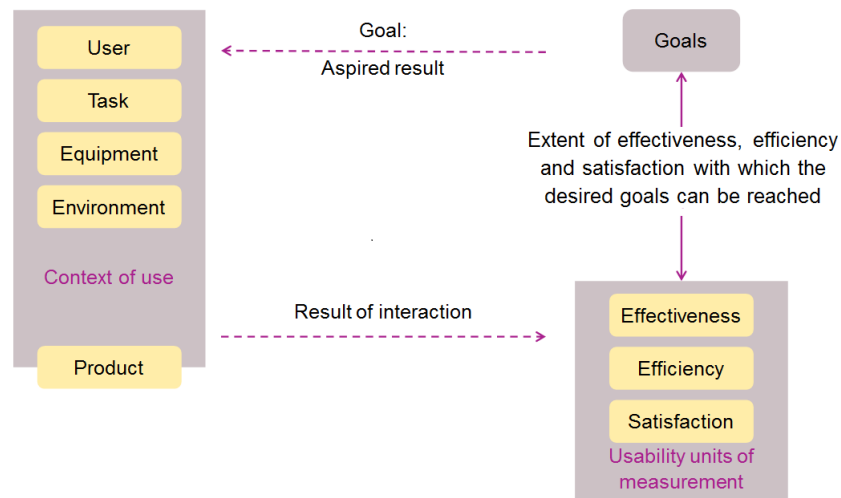 User
Task
Equipment
Environment
Context of use
Product
Goal:
Aspired result
Goals
Extent of effectiveness, efficiency
and satisfaction with which the
desired goals can be reached
Result of interaction
Effectiveness
Efficiency
Satisfaction
Usability units of
measurement